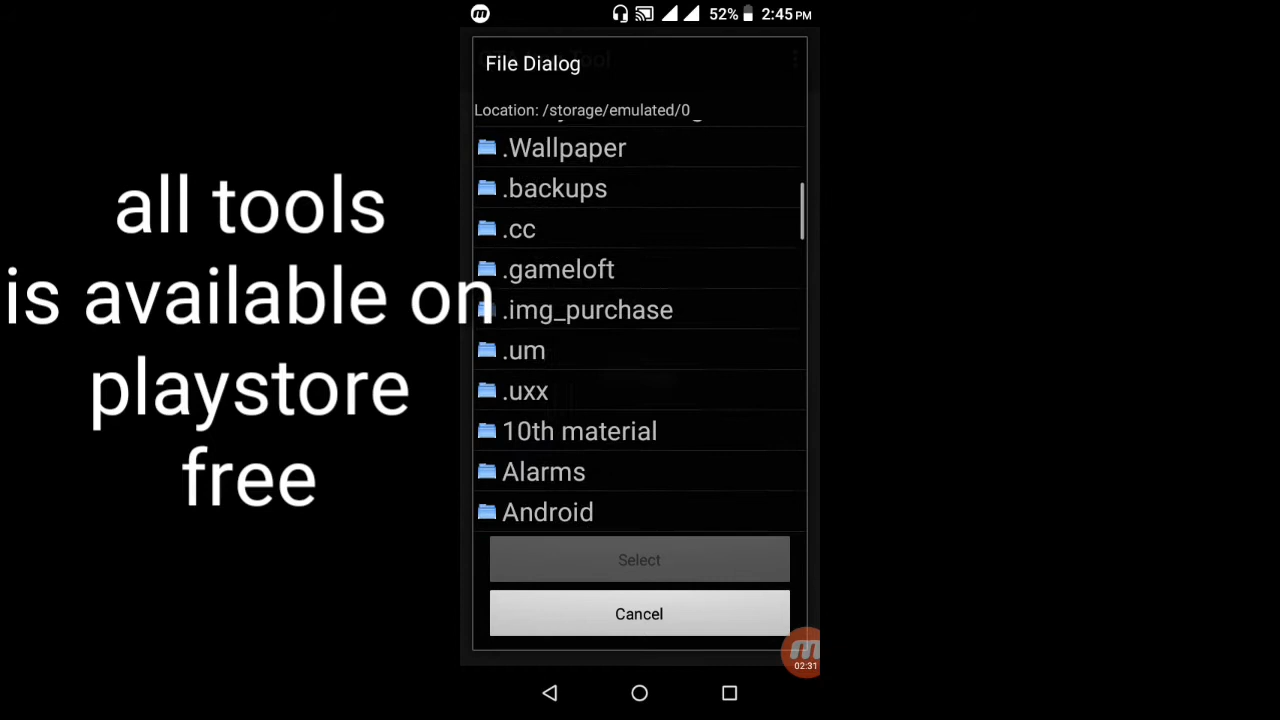 52% 2:45 PM
File Dialog
Location: /storage/emulated/0
.Wallpaper
.backups
.cc
.gameloft
.img_purchase
.um
.uxx
10th material
Alarms
Android
Select
Cancel
02:31
all tools
is available on
playstore
free